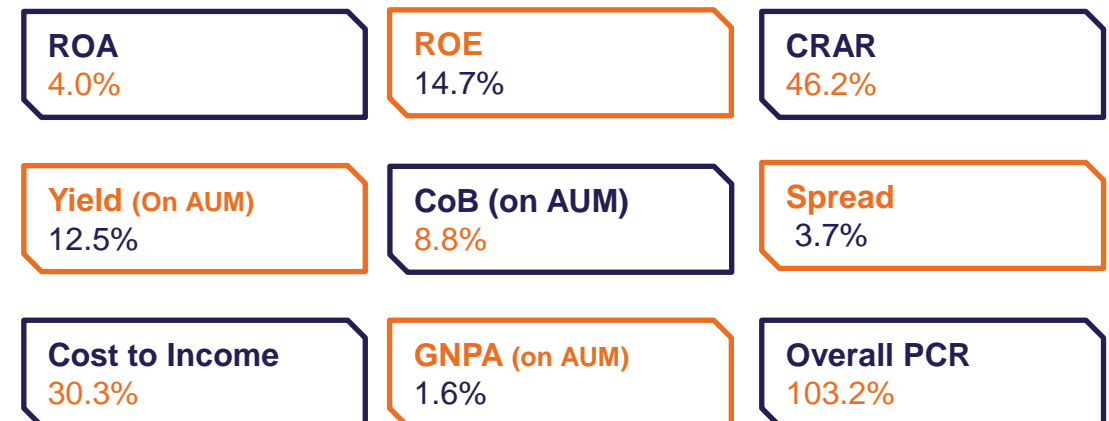 ROA
4.0%
ROE
14.7%
CRAR
46.2%
Yield (On AUM)
12.5%
CoB (on AUM)
8.8%
Spread
3.7%
Cost to Income
30.3%
GNPA (on AUM)
1.6%
Overall PCR
103.2%